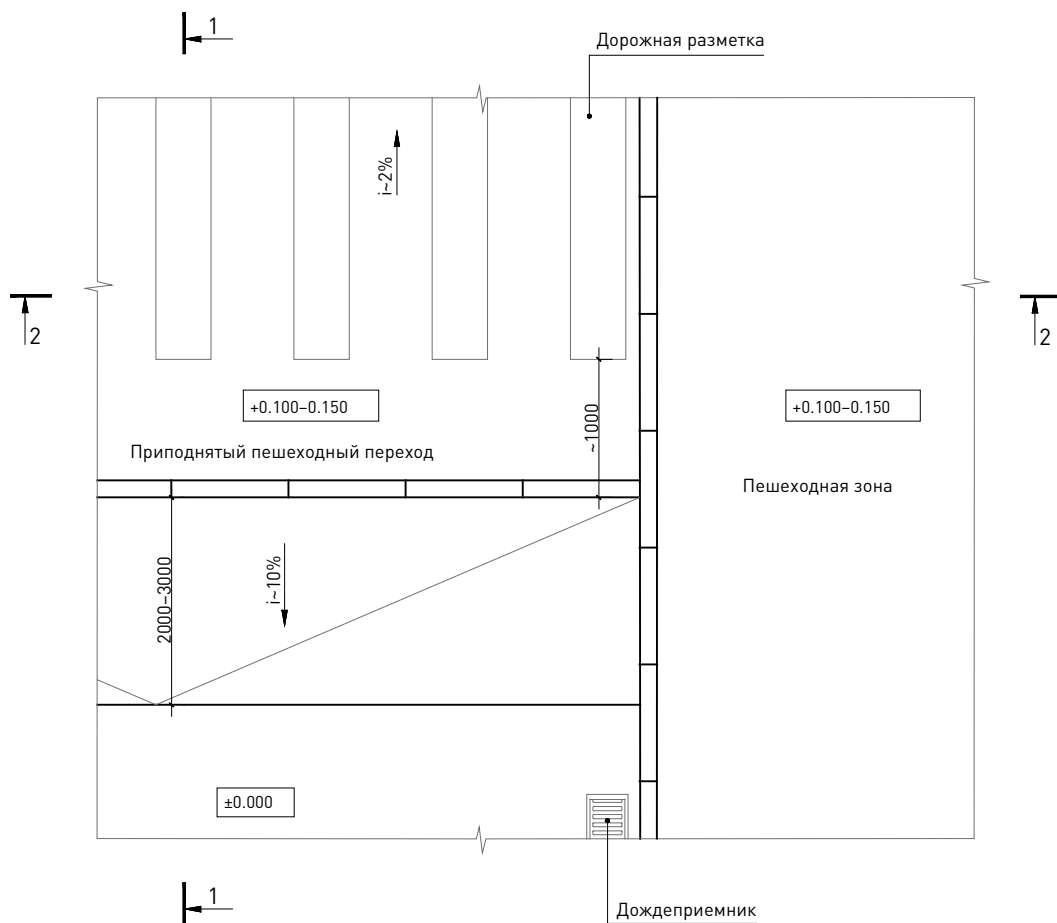 1
Дорожная разметка
i~2%
2
2
+0.100–0.150
+0.100–0.150
~1000
Приподнятый пешеходный переход
Пешеходная зона
2000–3000
i~10%
±0.000
1
Дождеприемник